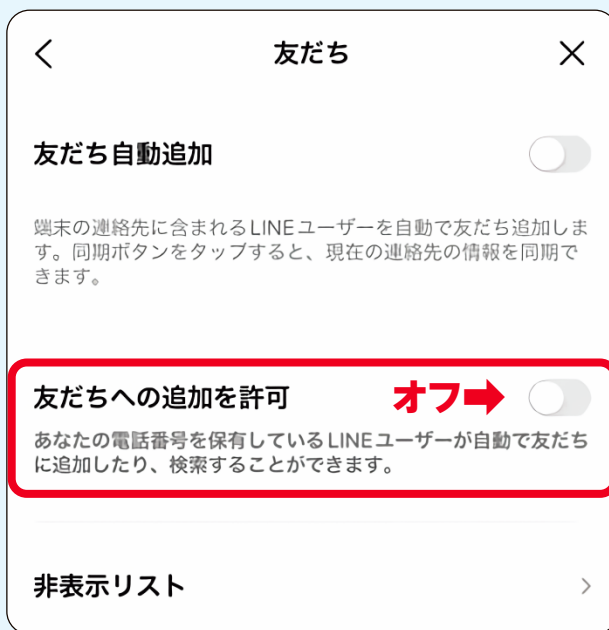 友だち
友だち自動追加
端末の連絡先に含まれるLINEユーザーを自動で友だち追加しま
す。同期ボタンをタップすると、現在の連絡先の情報を同期で
きます。
友だちへの追加を許可
オフ➡
あなたの電話番号を保有しているLINEユーザーが自動で友だち
に追加したり、検索することができます。
非表示リスト